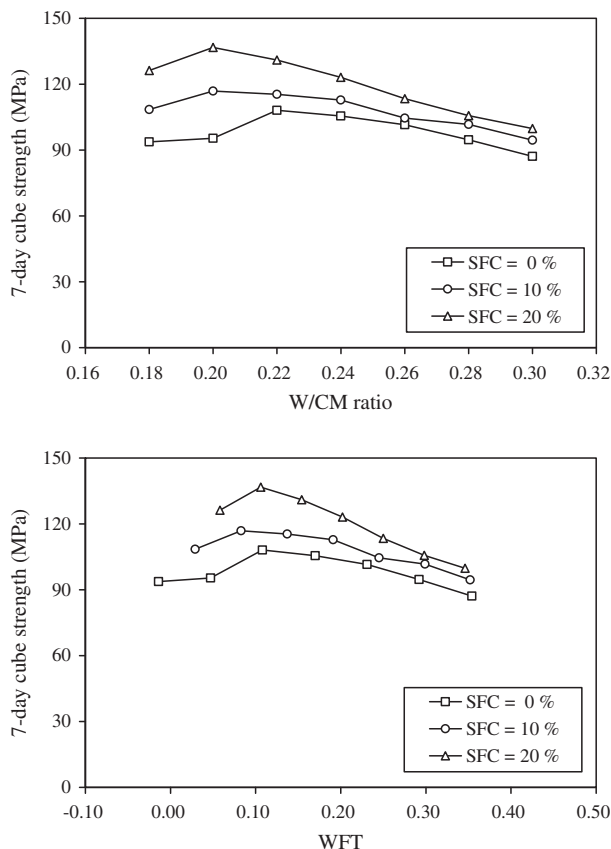 150
120
90
60
30
0
7-day cube strength (MPa)
SFC = 0 %
SFC = 10 %
SFC = 20 %
0.16 0.18 0.20 0.22 0.24 0.26 0.28 0.30 0.32
W/CM ratio
150
120
90
60
30
0
7-day cube strength (MPa)
SFC = 0 %
SFC = 10 %
SFC = 20 %
-0.10 0.00 0.10 0.20 0.30 0.40 0.50
WFT